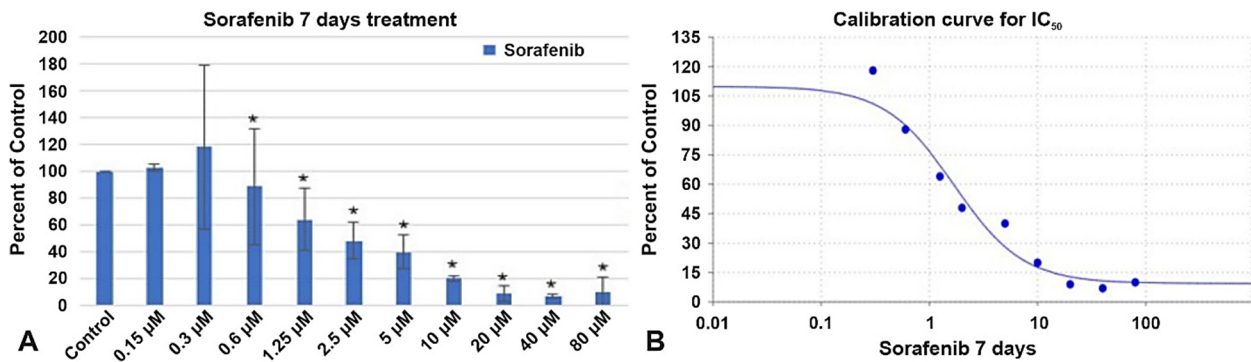 Sorafenib 7 days treatment
Sorafenib
Percent of Control
200
180
160
140
120
100
80
60
40
20
0
* * * * * * * * *
Control 0.15 µM 0.3 µM 0.6 µM 1.25 µM 2.5 µM 5 µM 10 µM 20 µM 40 µM 80 µM
A
Calibration curve for IC₅₀
Percent of Control
135
120
105
90
75
60
45
30
15
0
0.01 0.1 1 10 100
Sorafenib 7 days
B